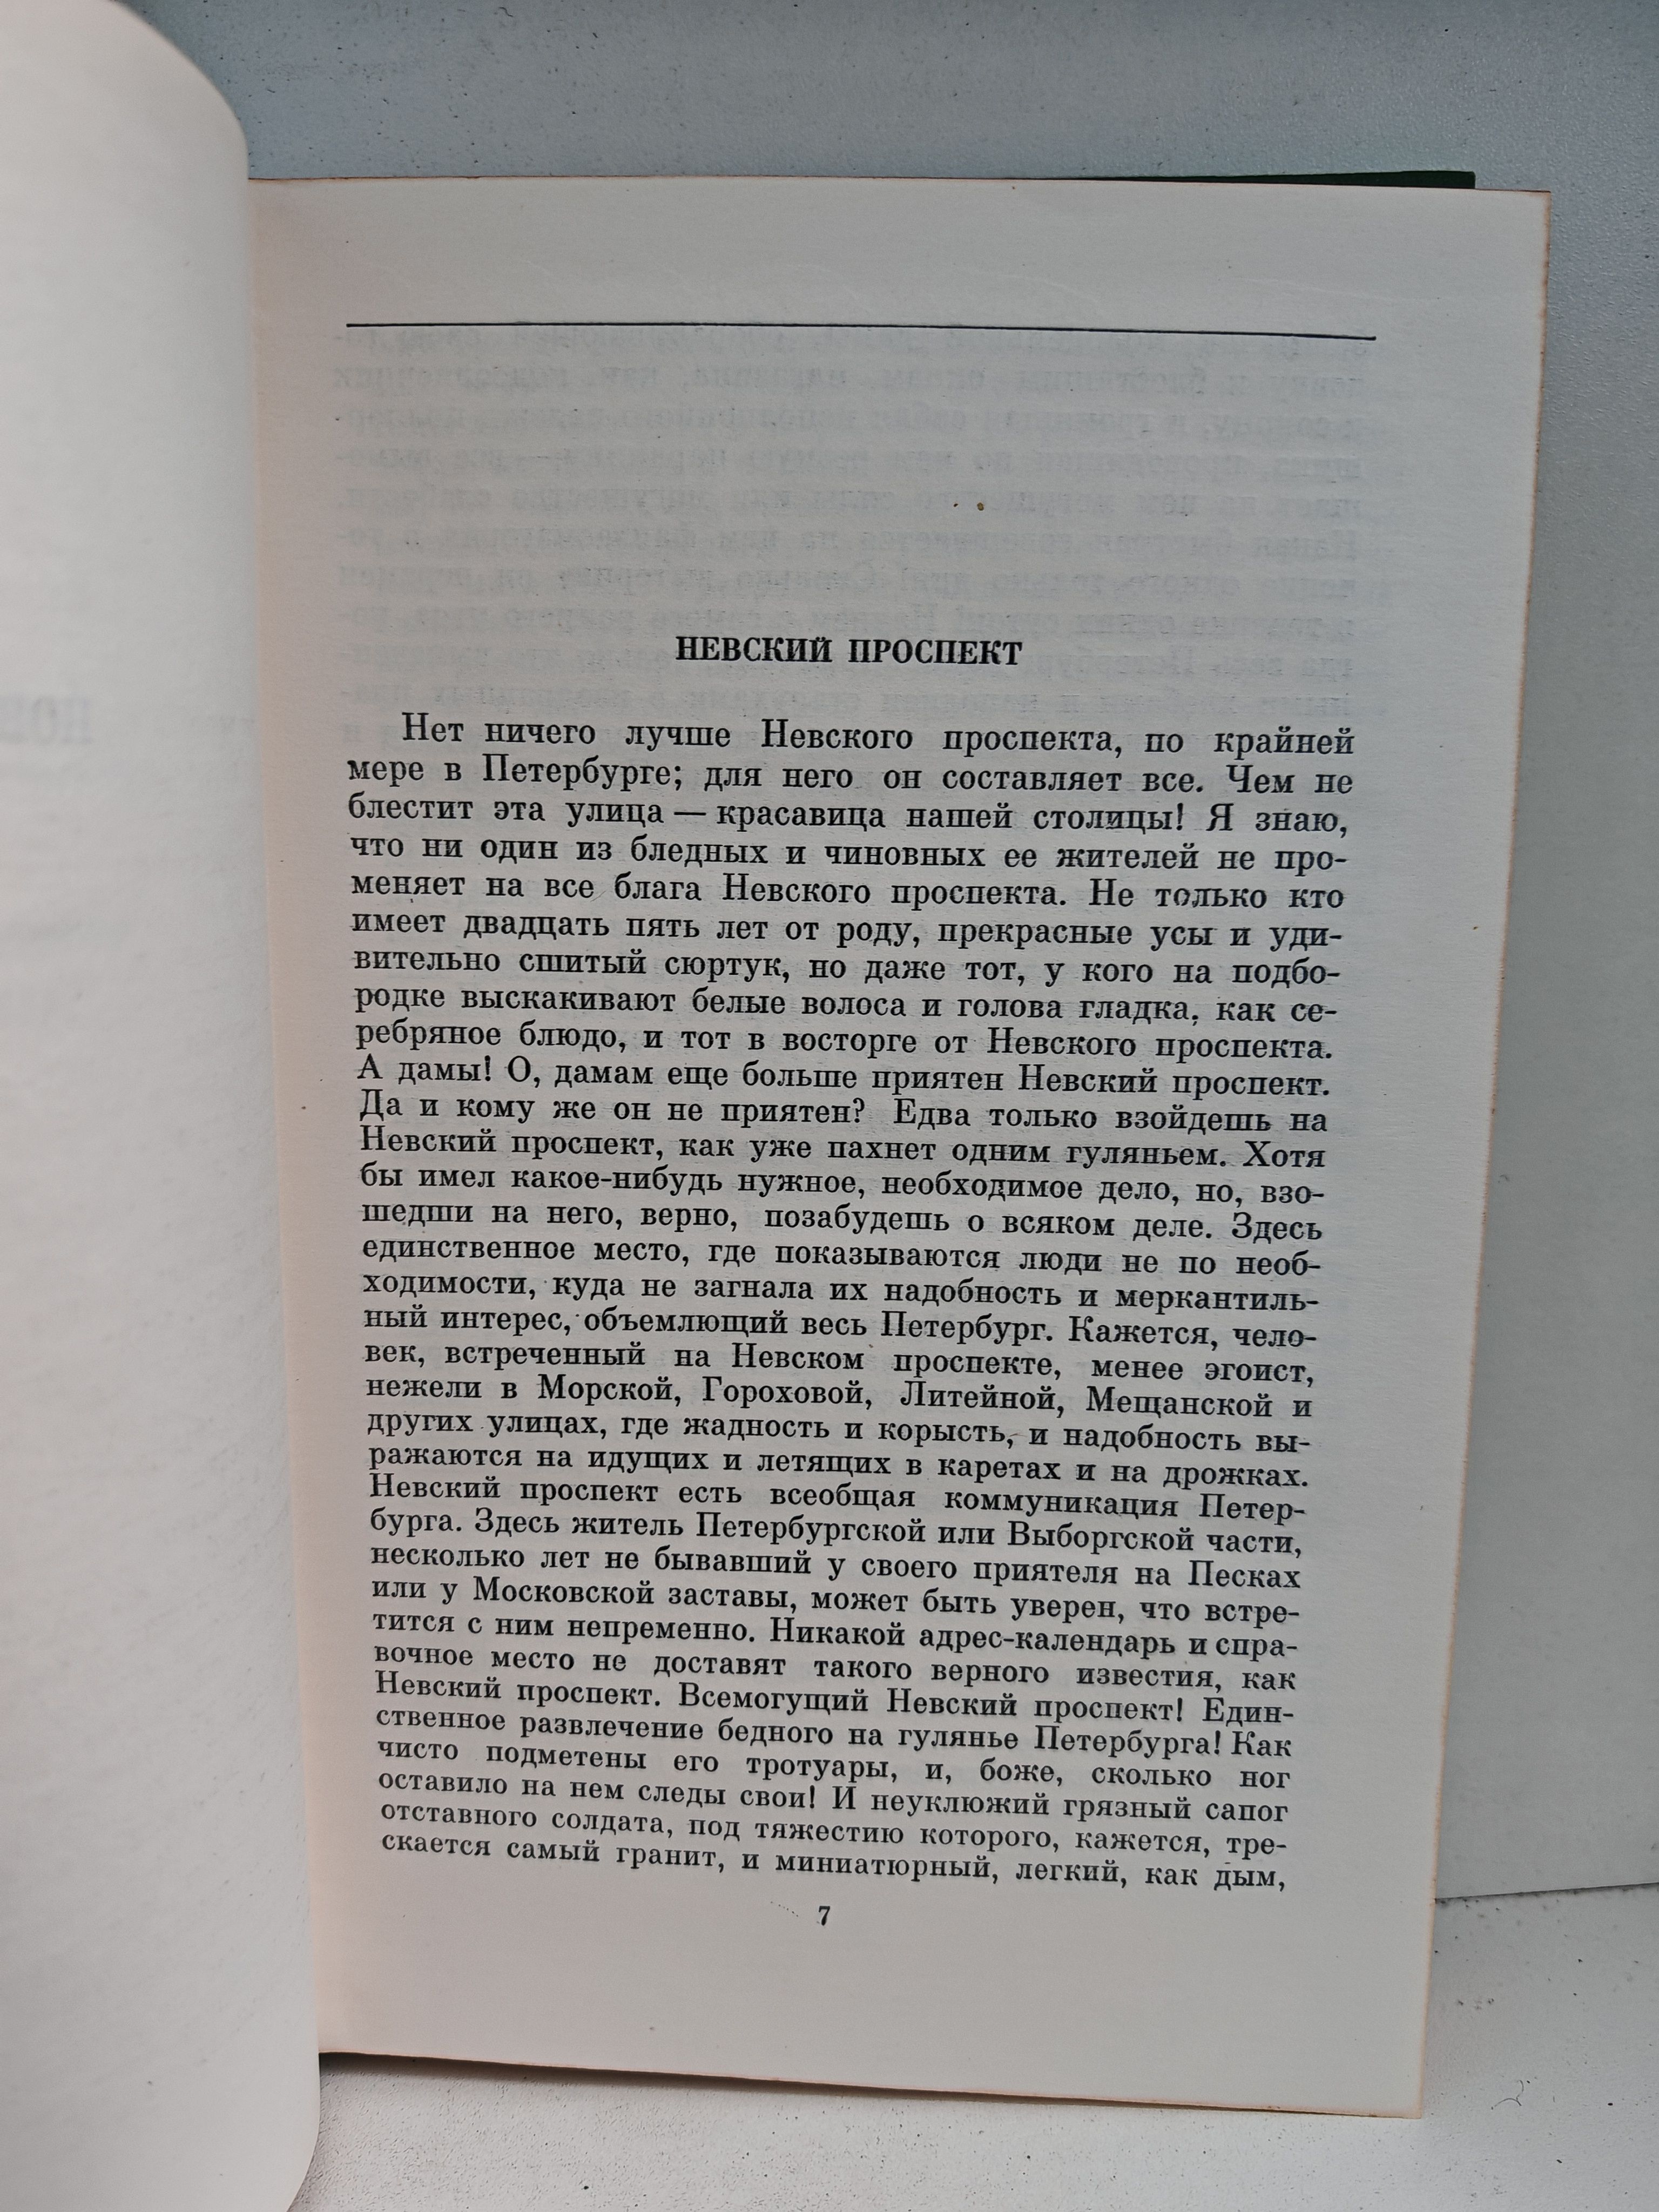 НЕВСКИЙ ПРОСПЕКТ
Нет ничего лучше Невского проспекта, по крайней
мере в Петербурге; для него он составляет все. Чем не
блестит эта улица — красавица нашей столицы! Я знаю,
что ни один из бледных и чиновных ее жителей не про-
меняет на все блага Невского проспекта. Не только кто
имеет двадцать пять лет от роду, прекрасные усы и уди-
вительно сшитый сюртук, но даже тот, у кого на подбо-
родке выскакивают белые волоса и голова гладка, как се-
ребряное блюдо, и тот в восторге от Невского проспекта.
А дамы! О, дамам еще больше приятен Невский проспект.
Да и кому же он не приятен? Едва только взойдешь на
Невский проспект, как уже пахнет одним гуляньем. Хотя
бы имел какое-нибудь нужное, необходимое дело, но, взо-
шедши на него, верно, позабудешь о всяком деле. Здесь
единственное место, где показываются люди не по необ-
ходимости, куда не загнала их надобность и меркантиль-
ный интерес, объемлющий весь Петербург. Кажется, чело-
век, встреченный на Невском проспекте, менее эгоист,
нежели в Морской, Гороховой, Литейной, Мещанской и
других улицах, где жадность и корысть, и надобность вы-
ражаются на идущих и летящих в каретах и на дрожках.
Невский проспект есть всеобщая коммуникация Петер-
бурга. Здесь житель Петербургской или Выборгской части,
несколько лет не бывавший у своего приятеля на Песках
или у Московской заставы, может быть уверен, что встре-
тится с ним непременно. Никакой адрес-календарь и спра-
вочное место не доставят такого верного известия, как
Невский проспект. Всемогущий Невский проспект! Един-
ственное развлечение бедного на гулянье Петербурга! Как
чисто подметены его тротуары, и, боже, сколько ног
оставило на нем следы свои! И неуклюжий грязный сапог
отставного солдата, под тяжестию которого, кажется, тре-
скается самый гранит, и миниатюрный, легкий, как дым,
7